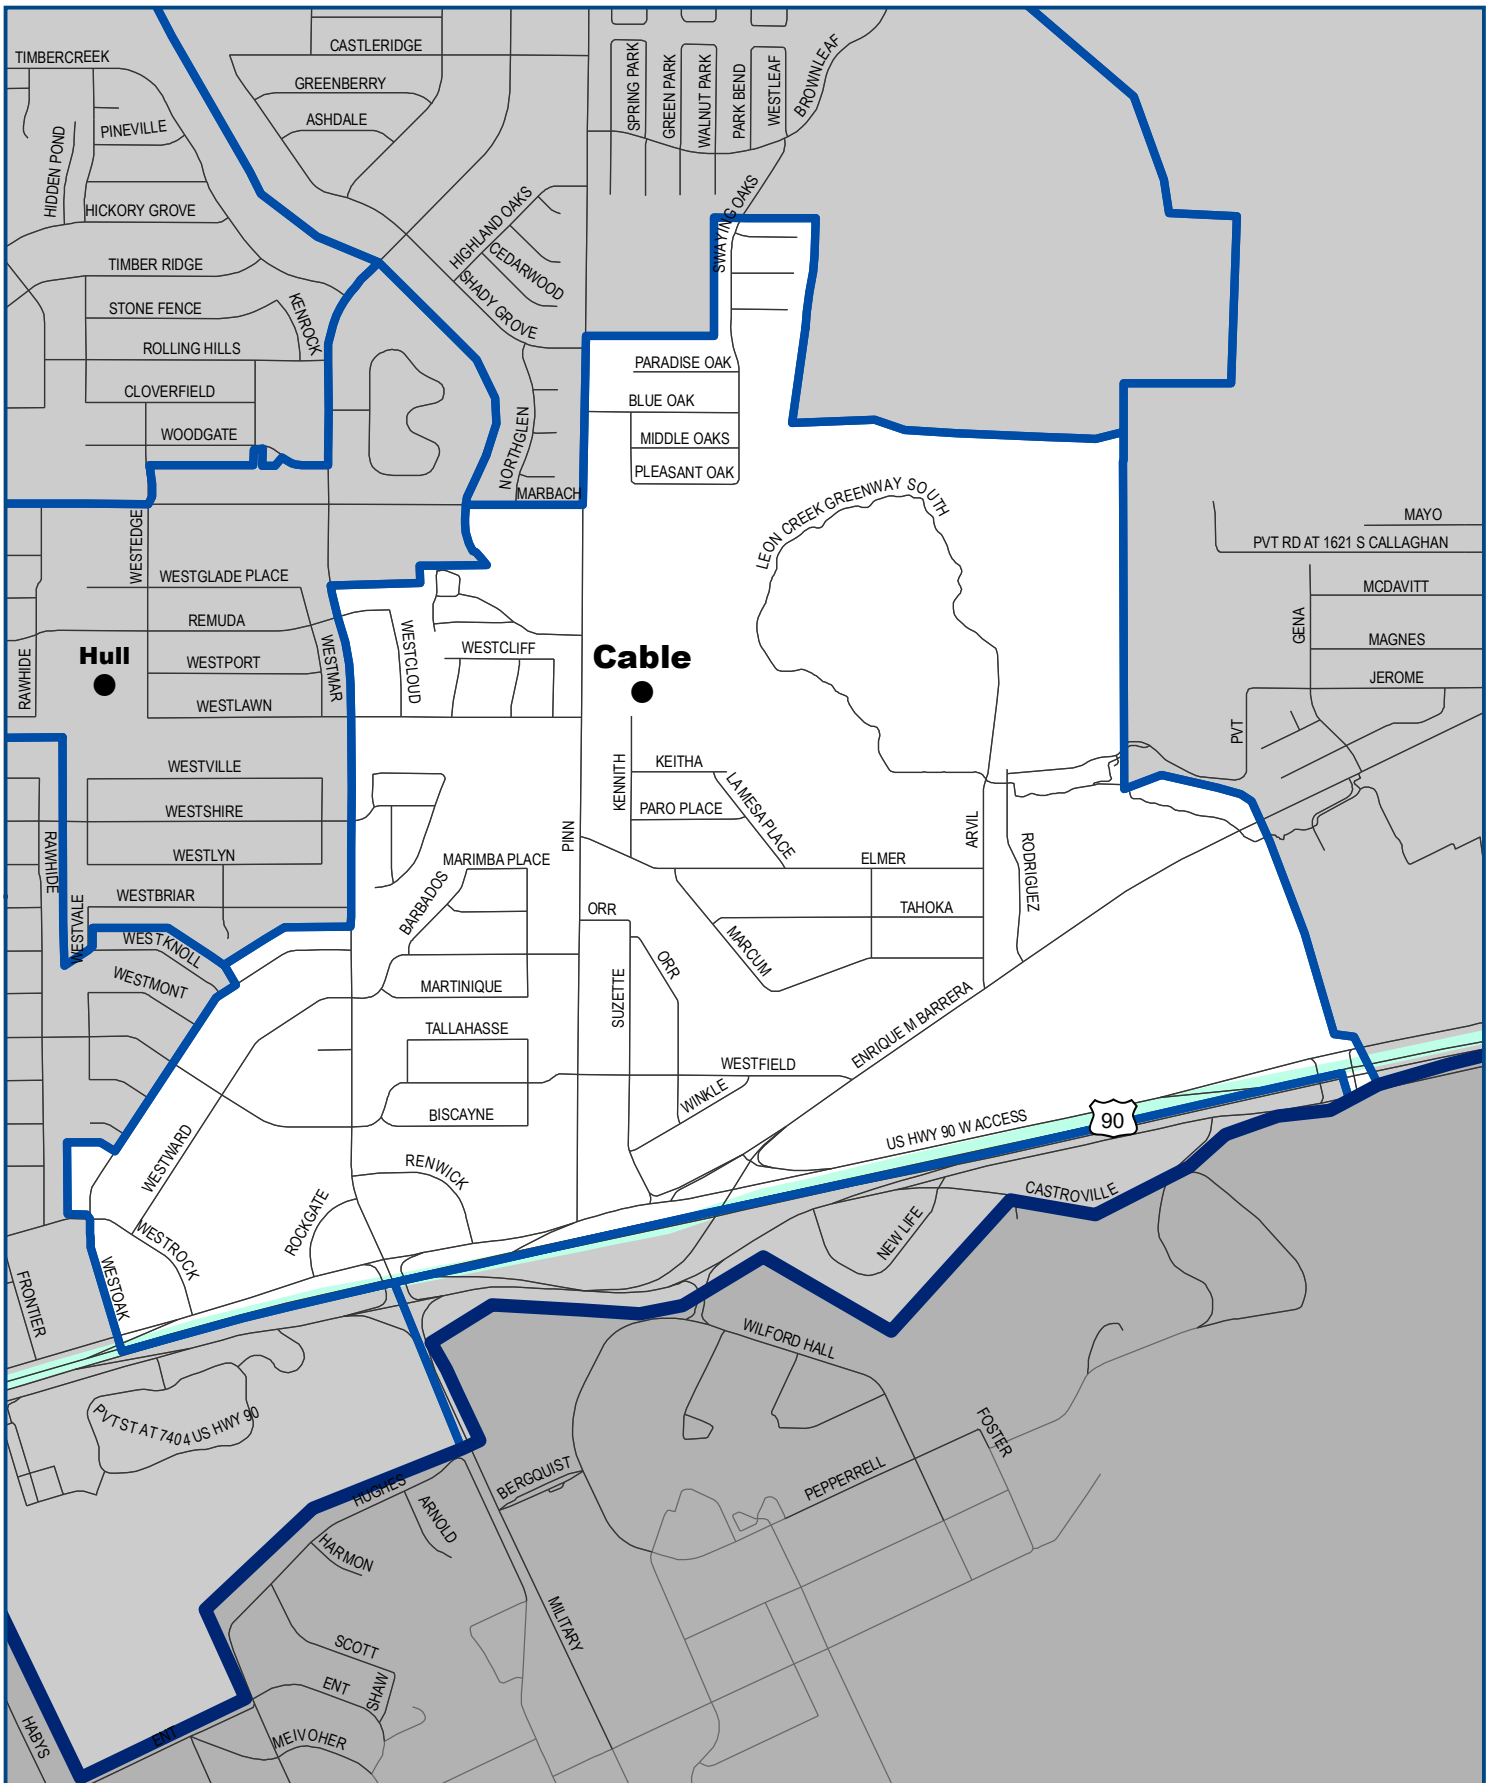 CASTLERIDGE
TIMBERCREEK
GREENBERRY
ASHDALE
SPRING PARK
GREEN PARK
WALNUT PARK
PARK BEND
WESTLEAF
BROWNLEAF
PINEVILLE
HIDDEN POND
HICKORY GROVE
HIGHLAND OAKS
SWAYING OAKS
CEDARWOOD
TIMBER RIDGE
SHADY GROVE
STONE FENCE
KENROCK
ROLLING HILLS
PARADISE OAK
CLOVERFIELD
BLUE OAK
WOODGATE
NORTHGLEN
MIDDLE OAKS
PLEASANT OAK
MARBACH
LEON CREEK GREENWAY SOUTH
MAYO
PVT RD AT 1621 S CALLAGHAN
WESTEDGE
WESTGLADE PLACE
MCDAVITT
REMUDA
GENA
MAGNES
WESTCLOUD
WESTCLIFF
Hull
Cable
RAWHIDE
WESTPORT
WESTMAR
JEROME
WESTLAWN
PVT
WESTVILLE
KENNITH
KEITHA
LA MESA PLACE
WESTSHIRE
PARO PLACE
PINN
ARVIL
RODRIGUEZ
RAWHIDE
WESTLYN
MARIMBA PLACE
ELMER
WESTBRIAR
BARBADOS
ORR
TAHOKA
WESTVALE
WESTKNOLL
MARCUM
ORR
WESTMONT
MARTINIQUE
SUZETTE
TALLAHASSE
ENRIQUE M BARRERA
WESTFIELD
WINKLE
BISCAYNE
US HWY 90 W ACCESS
90
WESTWARD
RENWICK
CASTROVILLE
ROCKGATE
WESTROCK
NEW LIFE
FRONTIER
WESTOAK
WILFORD HALL
PVT ST AT 7404 US HWY 90
FOSTER
BERGQUIST
PEPPERRELL
HUGHES
ARNOLD
HARMON
MILITARY
SCOTT
ENT
SHAW
HABYS
ENT
MEIVOHER